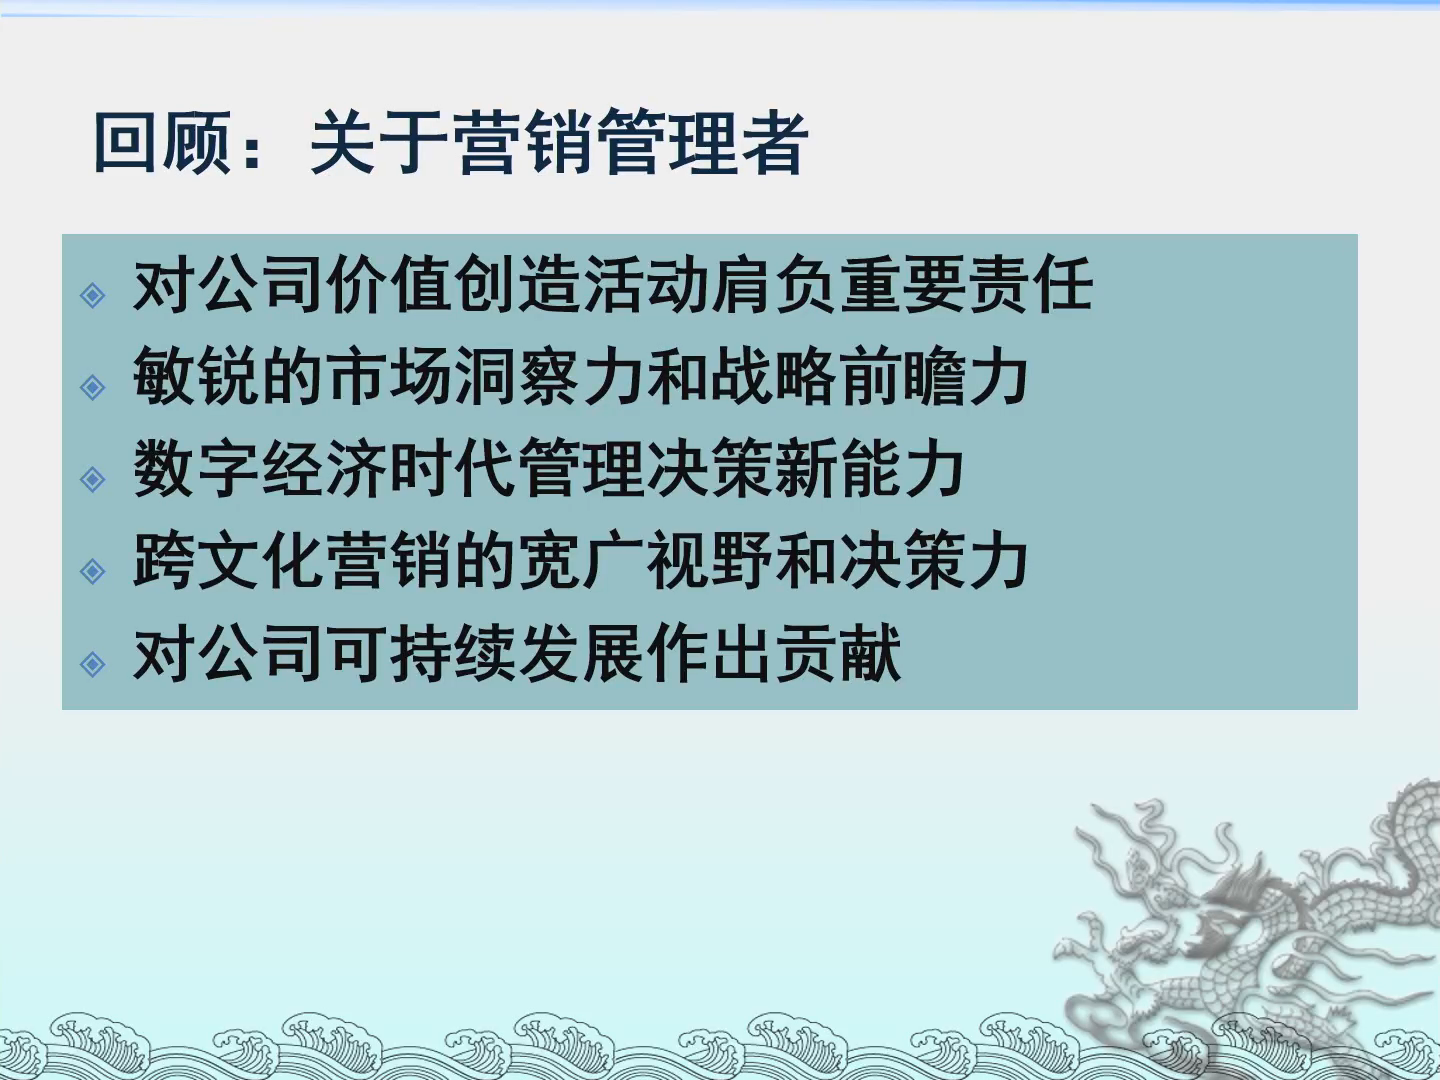 回顾：关于营销管理者
对公司价值创造活动肩负重要责任
敏锐的市场洞察力和战略前瞻力
数字经济时代管理决策新能力
跨文化营销的宽广视野和决策力
对公司可持续发展作出贡献